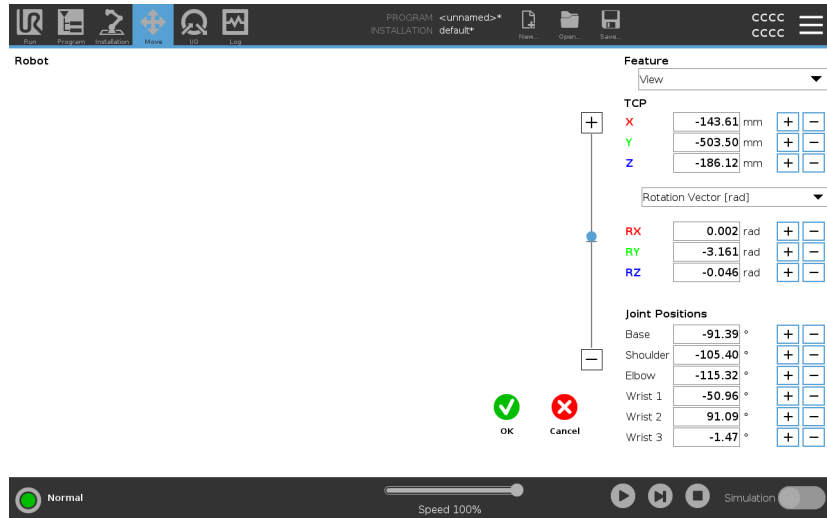 PROGRAM <unnamed>* CCCC
INSTALLATION default* CCCC
Run Program Installation Move I/O Log New... Open... Save...
Robot Feature
View
TCP
X -143.61 mm + −
Y -503.50 mm + −
Z -186.12 mm + −
Rotation Vector [rad]
RX 0.002 rad + −
RY -3.161 rad + −
RZ -0.046 rad + −
Joint Positions
Base -91.39 ° + −
Shoulder -105.40 ° + −
Elbow -115.32 ° + −
Wrist 1 -50.96 ° + −
Wrist 2 91.09 ° + −
Wrist 3 -1.47 ° + −
OK Cancel
Normal Speed 100% Simulation